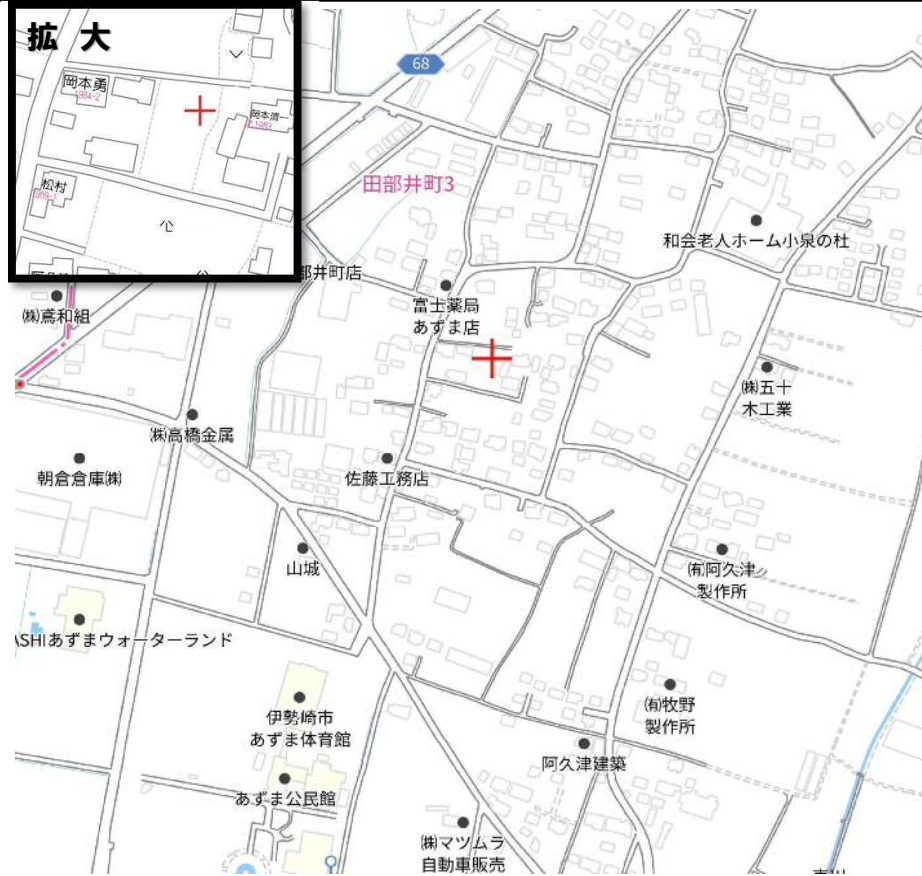 拡 大
岡本勇
984-2
岡本清
松村
989-1
68
田部井町3
和会老人ホーム小泉の杜
部井町店
㈱鳶和組
富士薬局
あずま店
㈱五十
木工業
㈱高橋金属
朝倉倉庫㈱
佐藤工務店
山城
㈲阿久津
製作所
ASHIあずまウォーターランド
伊勢崎市
あずま体育館
㈲牧野
製作所
阿久津建築
あずま公民館
㈱マツムラ
自動車販売